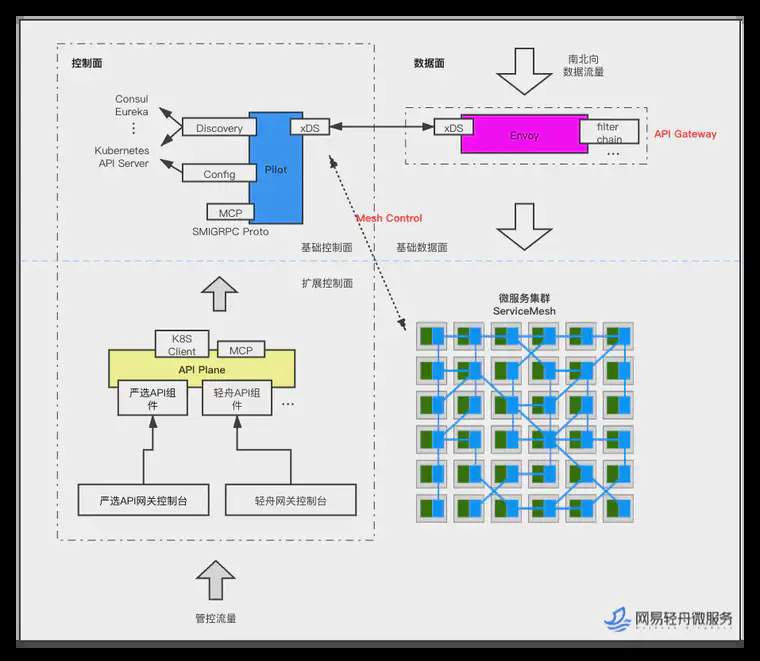 控制面
数据面
南北向
数据流量
Consul
Eureka
⋮
Kubernetes
API Server
Discovery
xDS
Config
Pilot
MCP
SMIGRPC Proto
xDS
Envoy
filter
chain
...
API Gateway
Mesh Control
基础控制面
基础数据面
扩展控制面
微服务集群
ServiceMesh
K8S
Client
MCP
API Plane
严选API组
件
轻舟API组
件
...
严选API网关控制台
轻舟网关控制台
管控流量
网易轻舟微服务